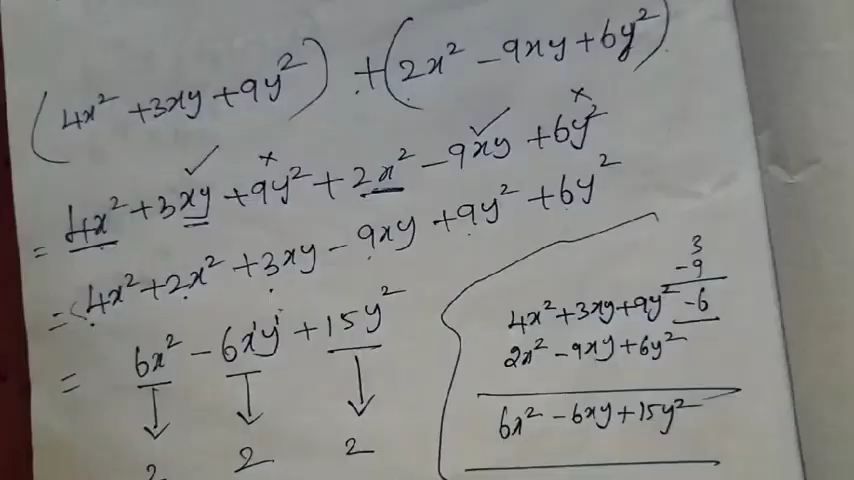 (4x² + 3xy + 9y²) + (2x² - 9xy + 6y²)
= 4x² + 3xy + 9y² + 2x² - 9xy + 6y²
= 4x² + 2x² + 3xy - 9xy + 9y² + 6y²
= 6x² - 6x¹y¹ + 15y²
2 2 2
3
-9
-6
4x² + 3xy + 9y²
2x² - 9xy + 6y²
6x² - 6xy + 15y²